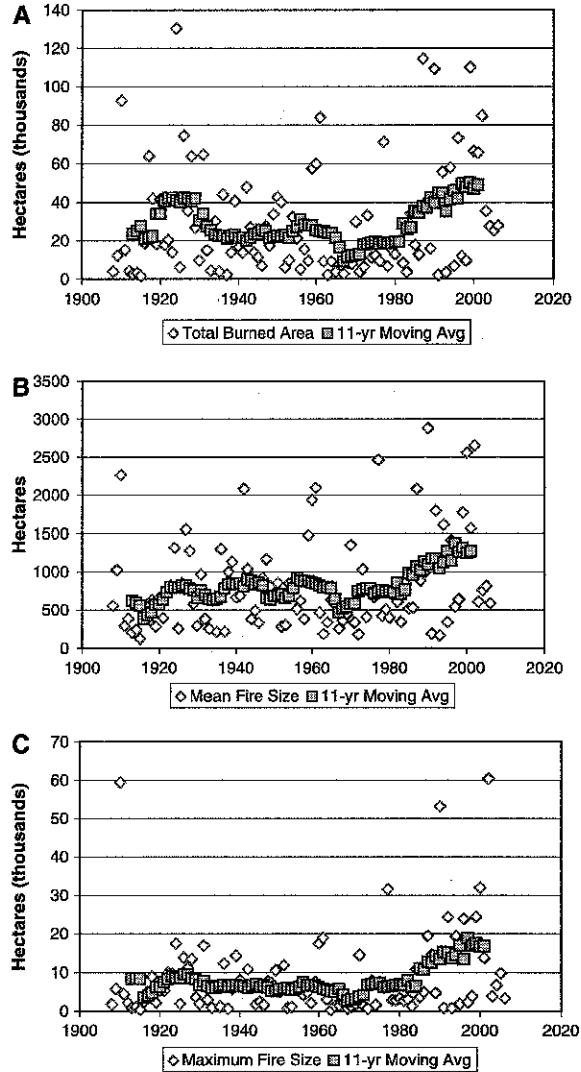 A
Hectares (thousands)
140
120
100
80
60
40
20
0
1900 1920 1940 1960 1980 2000 2020
◇ Total Burned Area 11-yr Moving Avg
B
Hectares
3500
3000
2500
2000
1500
1000
500
0
1900 1920 1940 1960 1980 2000 2020
◇ Mean Fire Size 11-yr Moving Avg
C
Hectares (thousands)
70
60
50
40
30
20
10
0
1900 1920 1940 1960 1980 2000 2020
◇ Maximum Fire Size 11-yr Moving Avg